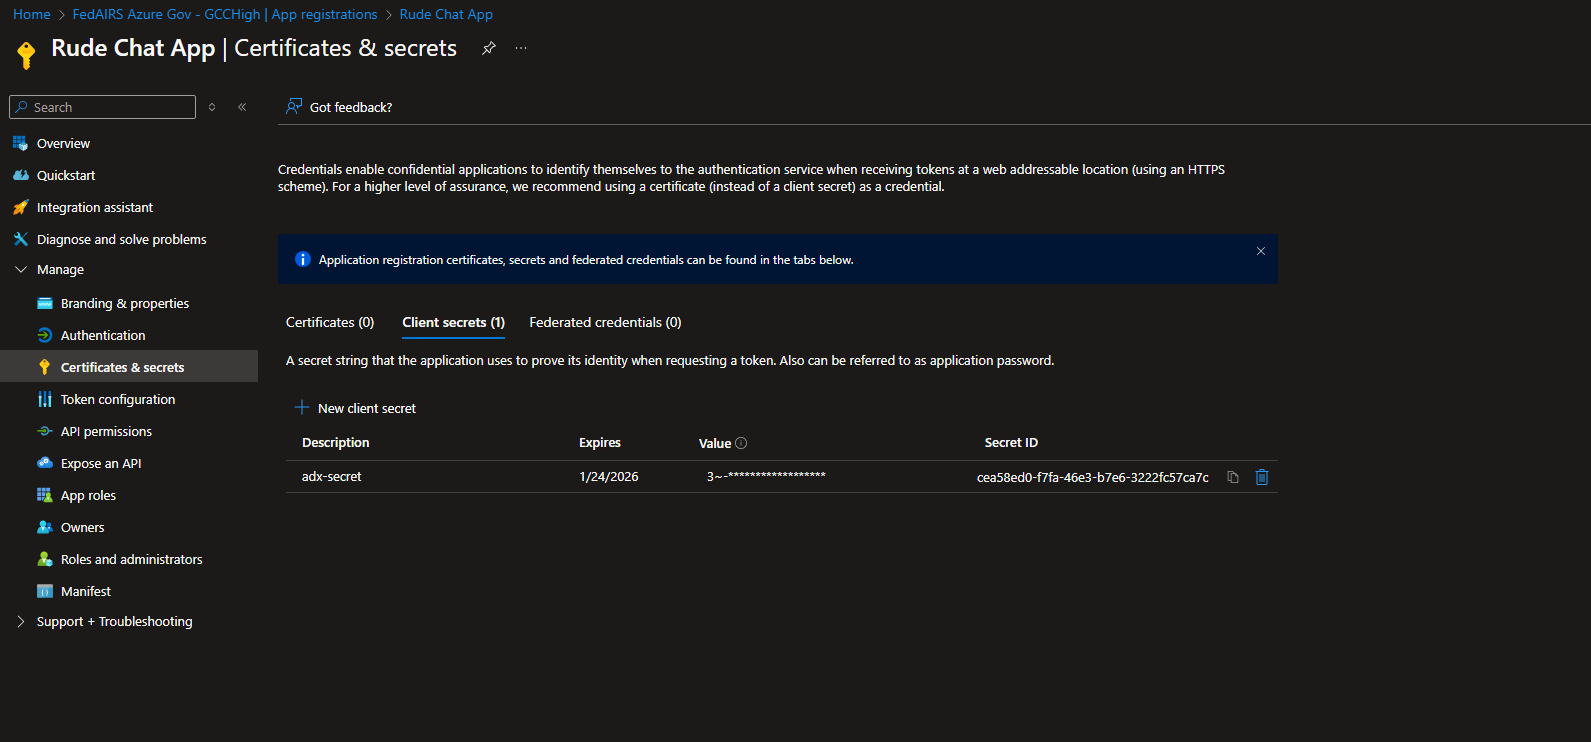 Home > FedAIRS Azure Gov - GCCHigh | App registrations > Rude Chat App
Rude Chat App | Certificates & secrets
Search
Got feedback?
Overview
Quickstart
Integration assistant
Diagnose and solve problems
Manage
Branding & properties
Authentication
Certificates & secrets
Token configuration
API permissions
Expose an API
App roles
Owners
Roles and administrators
Manifest
Support + Troubleshooting
Credentials enable confidential applications to identify themselves to the authentication service when receiving tokens at a web addressable location (using an HTTPS
scheme). For a higher level of assurance, we recommend using a certificate (instead of a client secret) as a credential.
Application registration certificates, secrets and federated credentials can be found in the tabs below.
Certificates (0) Client secrets (1) Federated credentials (0)
A secret string that the application uses to prove its identity when requesting a token. Also can be referred to as application password.
New client secret
Description Expires Value Secret ID
adx-secret 1/24/2026 3~-****************** cea58ed0-f7fa-46e3-b7e6-3222fc57ca7c